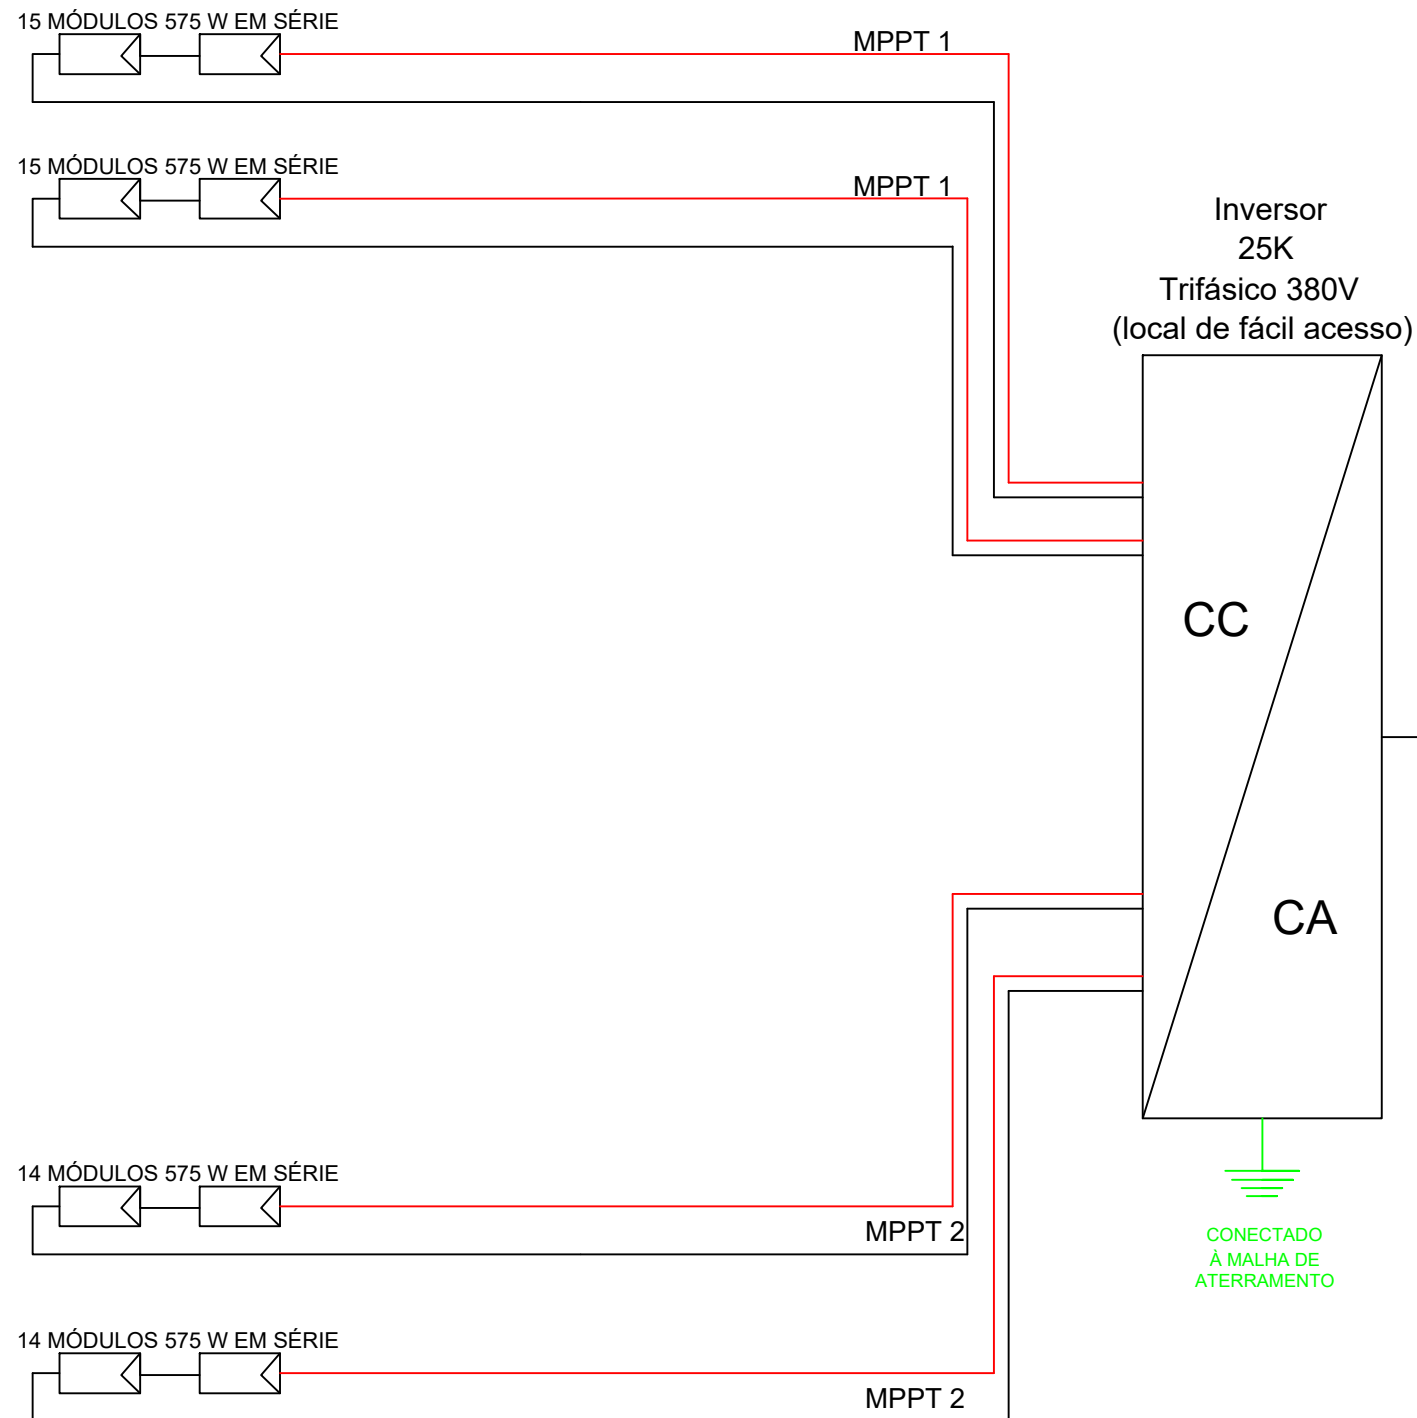 15 MÓDULOS 575 W EM SÉRIE
MPPT 1
15 MÓDULOS 575 W EM SÉRIE
MPPT 1
Inversor
25K
Trifásico 380V
(local de fácil acesso)
CC
CA
14 MÓDULOS 575 W EM SÉRIE
MPPT 2
CONECTADO
À MALHA DE
ATERRAMENTO
14 MÓDULOS 575 W EM SÉRIE
MPPT 2